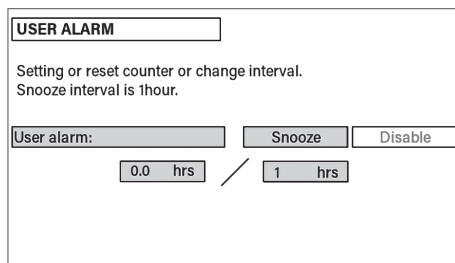 USER ALARM
Setting or reset counter or change interval.
Snooze interval is 1hour.
User alarm: Snooze Disable
0.0 hrs / 1 hrs